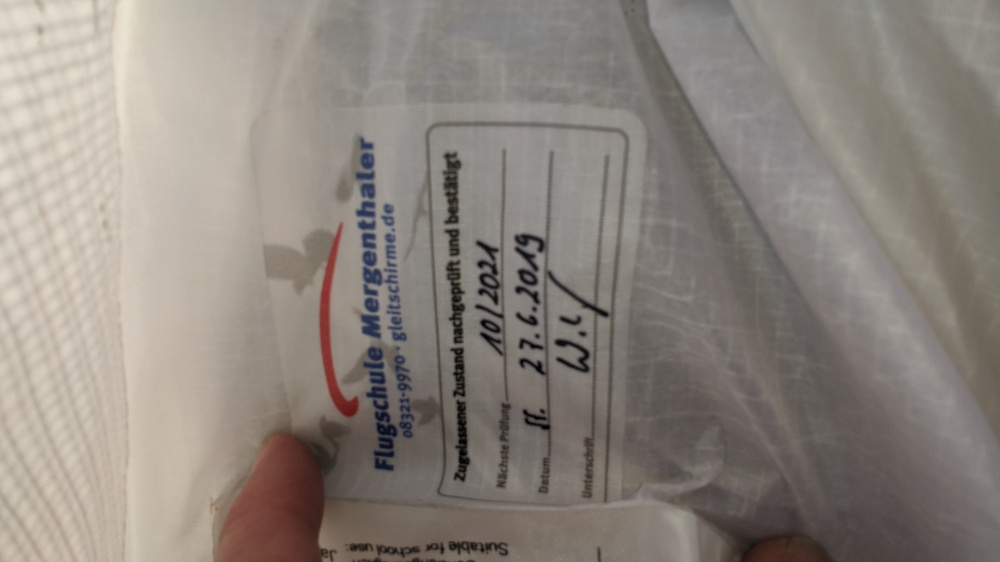 Flugschule Mergenthaler
08321-9970 · gleitschirme.de
Zugelassener Zustand nachgeprüft und bestätigt
Nächste Prüfung 10/2021
Datum 27.6.2019
Unterschrift
Suitable for school use: Ja